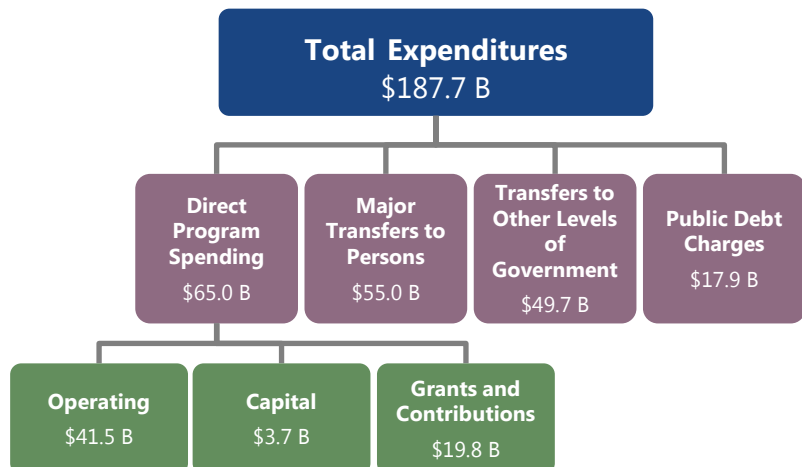 Total Expenditures
$187.7 B
Direct
Program
Spending
$65.0 B
Major
Transfers to
Persons
$55.0 B
Transfers to
Other Levels
of
Government
$49.7 B
Public Debt
Charges
$17.9 B
Operating
$41.5 B
Capital
$3.7 B
Grants and
Contributions
$19.8 B